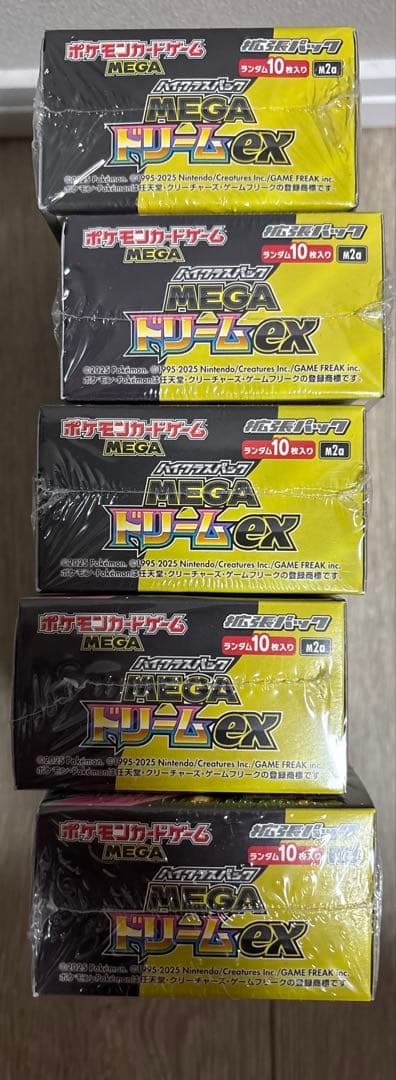 ポケモンカードゲーム 拡張パック
MEGA ランダム10枚入り M2a
ハイクラスパック
MEGA
ドリームex
©2025 Pokémon. ©1995-2025 Nintendo/Creatures Inc./GAME FREAK inc.
ポケモン・Pokémonは任天堂・クリーチャーズ・ゲームフリークの登録商標です。
ポケモンカードゲーム 拡張パック
MEGA ランダム10枚入り M2a
ハイクラスパック
MEGA
ドリームex
©2025 Pokémon. ©1995-2025 Nintendo/Creatures Inc./GAME FREAK inc.
ポケモン・Pokémonは任天堂・クリーチャーズ・ゲームフリークの登録商標です。
ポケモンカードゲーム 拡張パック
MEGA ランダム10枚入り M2a
ハイクラスパック
MEGA
ドリームex
©2025 Pokémon. ©1995-2025 Nintendo/Creatures Inc./GAME FREAK inc.
ポケモン・Pokémonは任天堂・クリーチャーズ・ゲームフリークの登録商標です。
ポケモンカードゲーム 拡張パック
MEGA ランダム10枚入り M2a
ハイクラスパック
MEGA
ドリームex
©2025 Pokémon. ©1995-2025 Nintendo/Creatures Inc./GAME FREAK inc.
ポケモン・Pokémonは任天堂・クリーチャーズ・ゲームフリークの登録商標です。
ポケモンカードゲーム 拡張パック
MEGA ランダム10枚入り
ハイクラスパック
MEGA
ドリームex
©2025 Pokémon. ©1995-2025 Nintendo/Creatures Inc./GAME FREAK inc.
ポケモン・Pokémonは任天堂・クリーチャーズ・ゲームフリークの登録商標です。